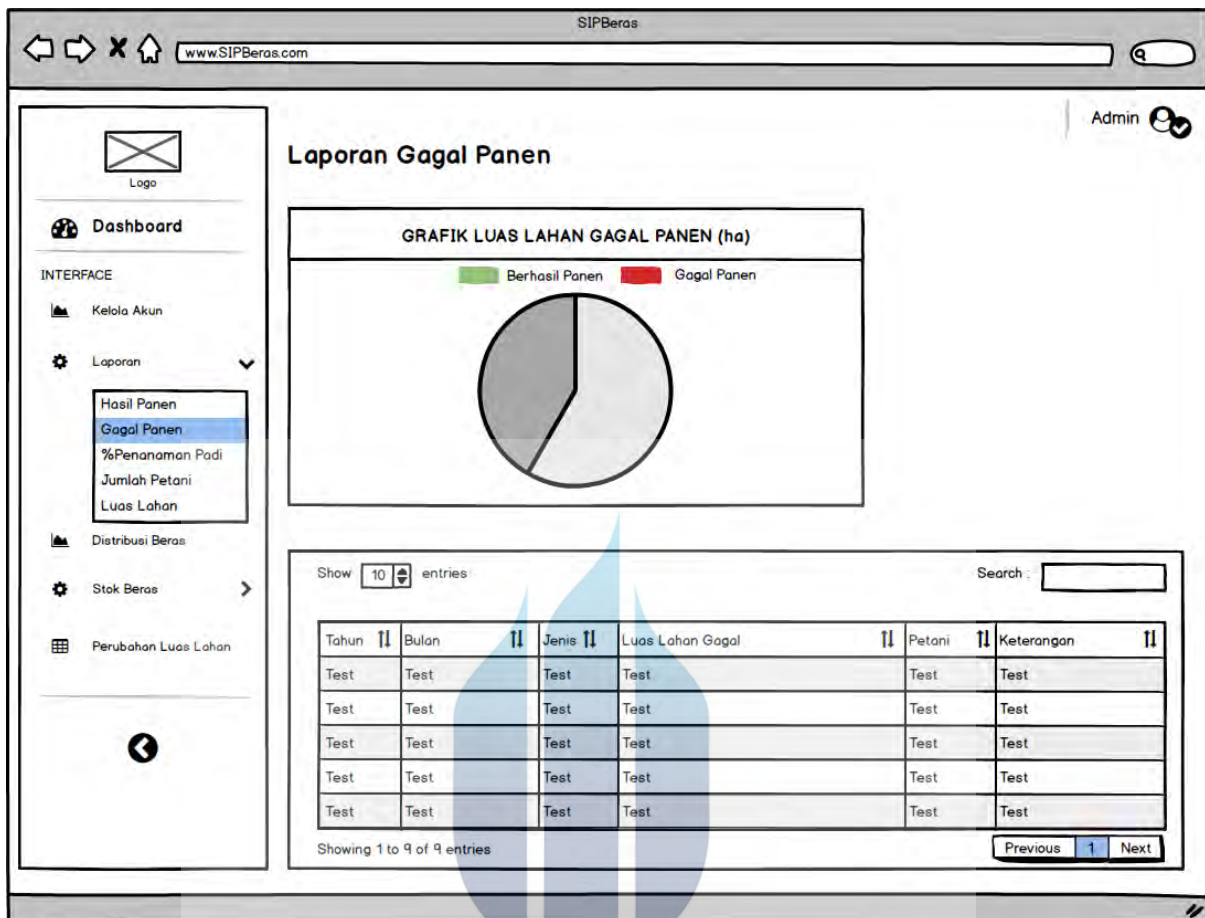 SIPBeras
www.SIPBeras.com
Admin
Logo
Dashboard
INTERFACE
Kelola Akun
Laporan
Hasil Panen
Gagal Panen
%Penanaman Padi
Jumlah Petani
Luas Lahan
Distribusi Beras
Stok Beras
Perubahan Luas Lahan
Laporan Gagal Panen
GRAFIK LUAS LAHAN GAGAL PANEN (ha)
Berhasil Panen Gagal Panen
Show 10 entries Search :
Tahun Bulan Jenis Luas Lahan Gagal Petani Keterangan
Test Test Test Test Test Test
Test Test Test Test Test Test
Test Test Test Test Test Test
Test Test Test Test Test Test
Test Test Test Test Test Test
Showing 1 to 9 of 9 entries Previous 1 Next